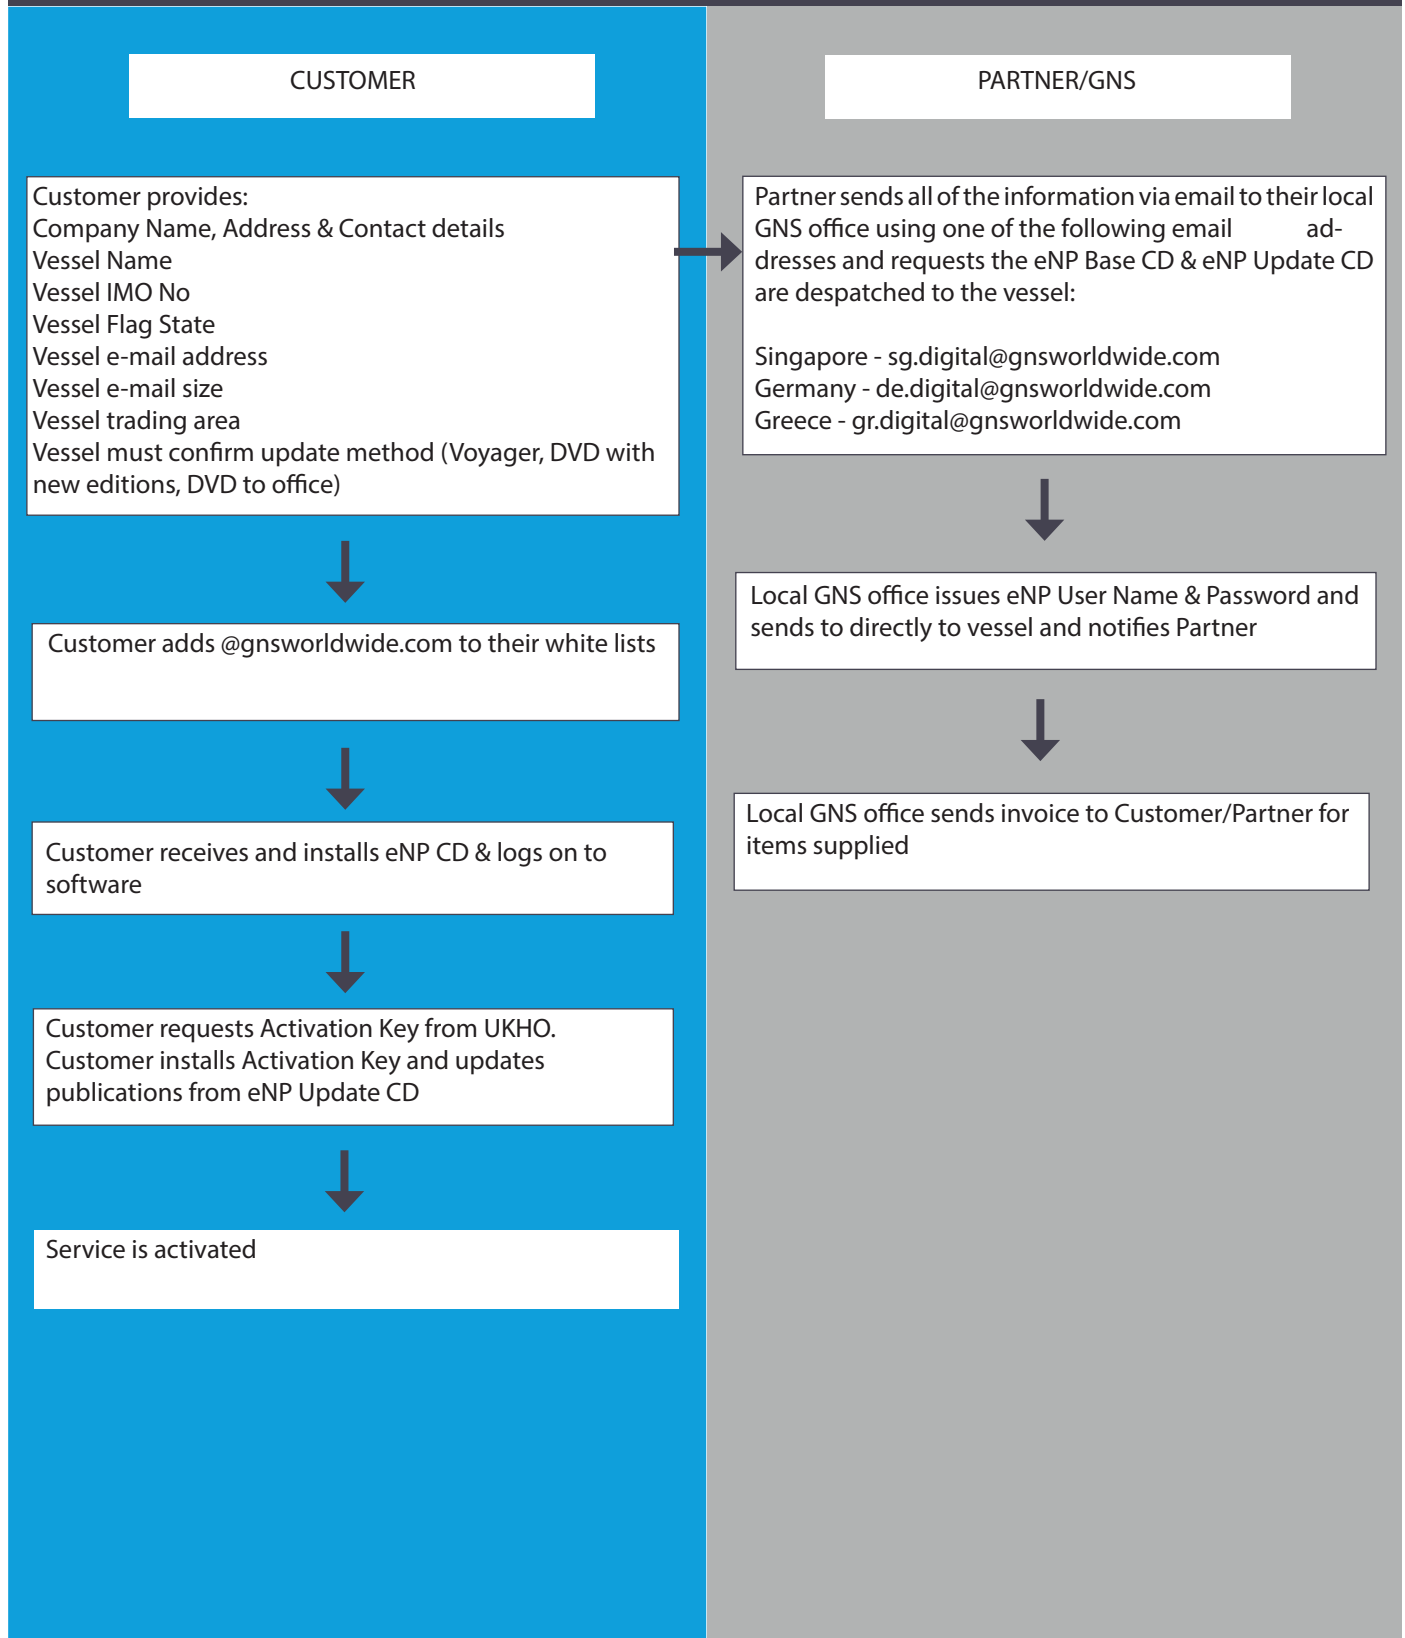 CUSTOMER
Customer provides:
Company Name, Address & Contact details
Vessel Name
Vessel IMO No
Vessel Flag State
Vessel e-mail address
Vessel e-mail size
Vessel trading area
Vessel must confirm update method (Voyager, DVD with
new editions, DVD to office)
Customer adds @gnsworldwide.com to their white lists
Customer receives and installs eNP CD & logs on to
software
Customer requests Activation Key from UKHO.
Customer installs Activation Key and updates
publications from eNP Update CD
Service is activated
PARTNER/GNS
Partner sends all of the information via email to their local
GNS office using one of the following email ad-
dresses and requests the eNP Base CD & eNP Update CD
are despatched to the vessel:
Singapore - sg.digital@gnsworldwide.com
Germany - de.digital@gnsworldwide.com
Greece - gr.digital@gnsworldwide.com
Local GNS office issues eNP User Name & Password and
sends to directly to vessel and notifies Partner
Local GNS office sends invoice to Customer/Partner for
items supplied